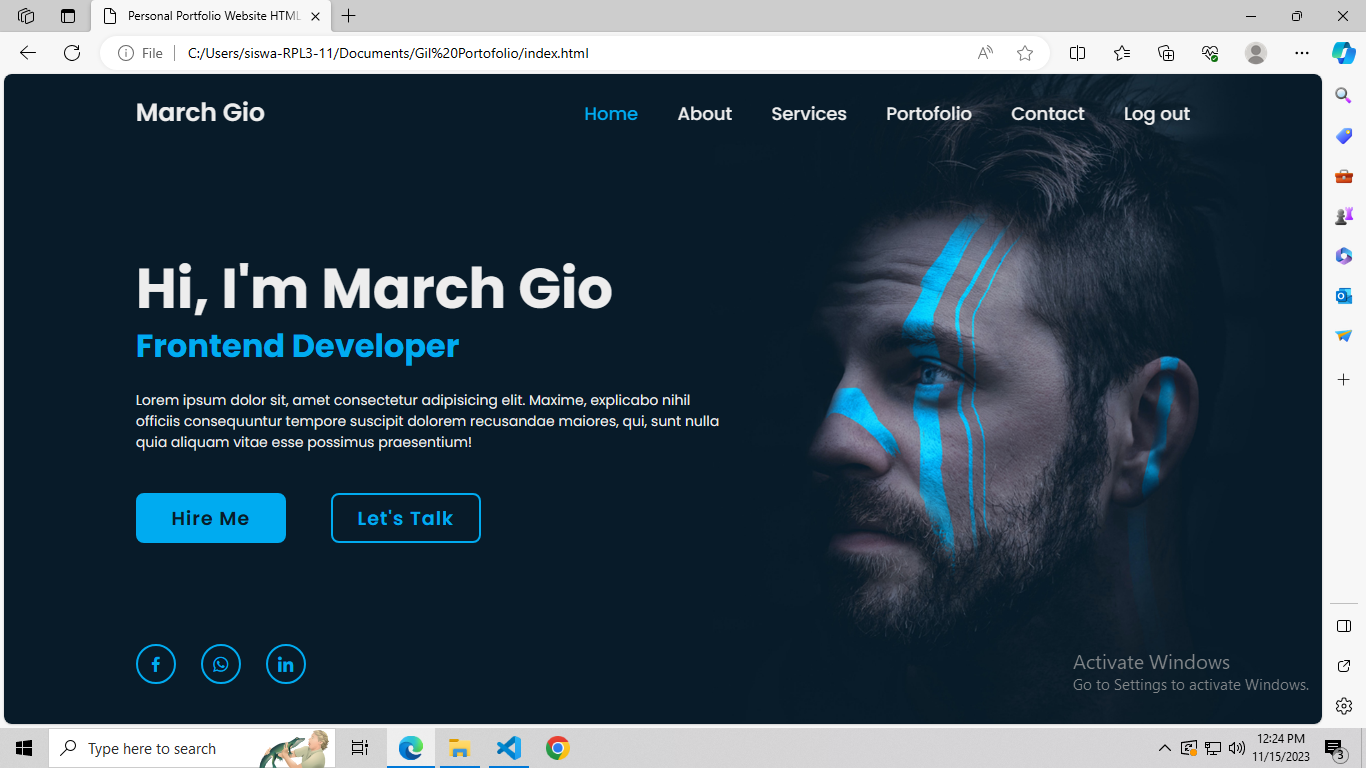 Personal Portfolio Website HTML
File
C:/Users/siswa-RPL3-11/Documents/Gil%20Portofolio/index.html
March Gio
Home
About
Services
Portofolio
Contact
Log out
Hi, I'm March Gio
Frontend Developer
Lorem ipsum dolor sit, amet consectetur adipisicing elit. Maxime, explicabo nihil
officiis consequuntur tempore suscipit dolorem recusandae maiores, qui, sunt nulla
quia aliquam vitae esse possimus praesentium!
Hire Me
Let's Talk
Activate Windows
Go to Settings to activate Windows.
Type here to search
12:24 PM
11/15/2023
3